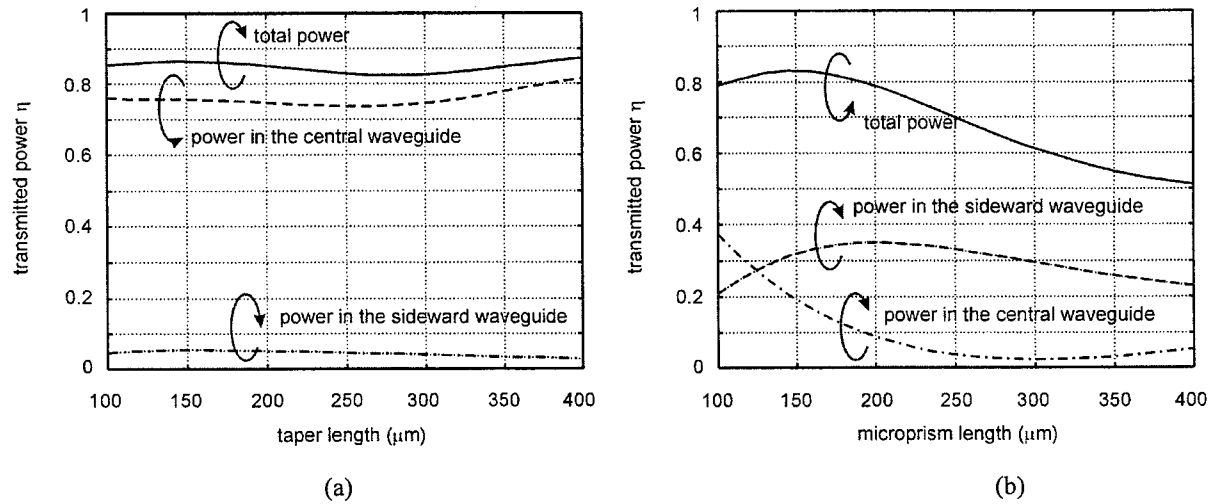 1
0.8
0.6
0.4
0.2
0
transmitted power η
total power
power in the central waveguide
power in the sideward waveguide
100 150 200 250 300 350 400
taper length (μm)
(a)
1
0.8
0.6
0.4
0.2
0
transmitted power η
total power
power in the sideward waveguide
power in the central waveguide
100 150 200 250 300 350 400
microprism length (μm)
(b)